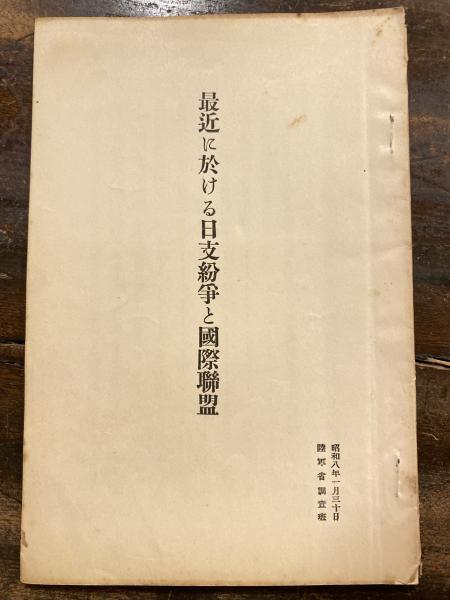 最近に於ける日支紛爭と國際聯盟
昭和八年一月三十日
陸軍省調査班